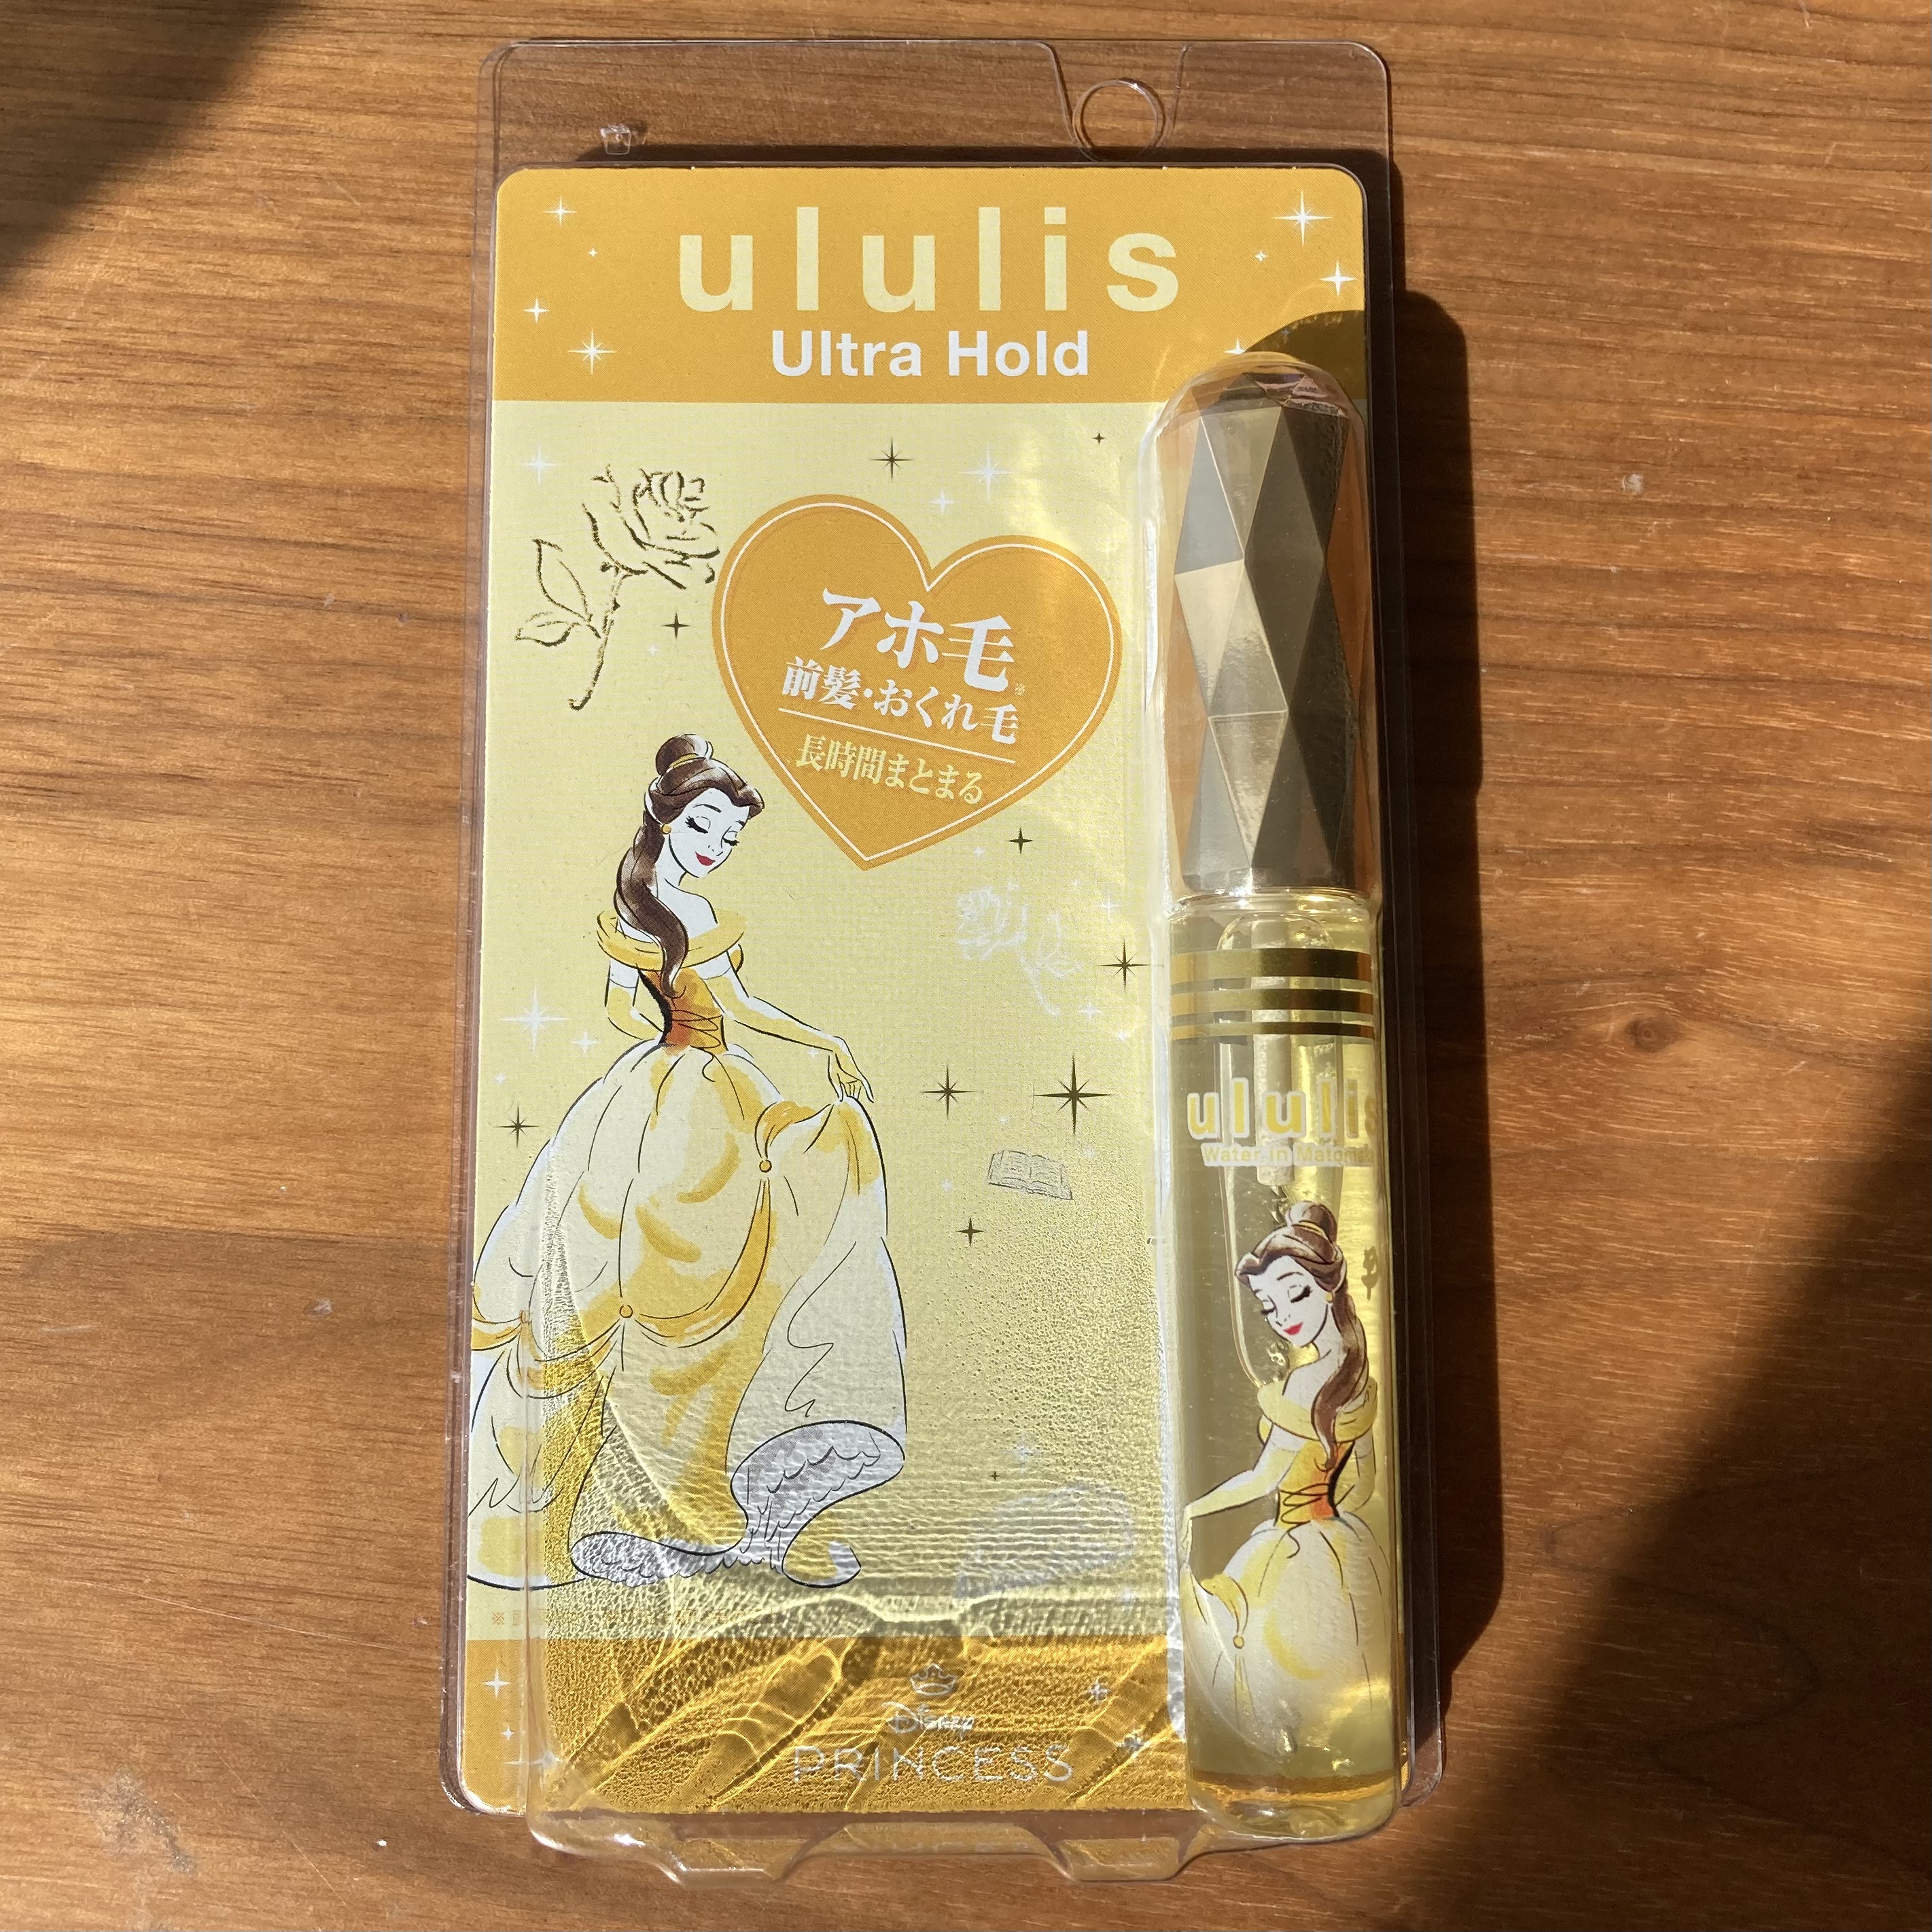 ululis
Ultra Hold
アホ毛※
前髪・おくれ毛
長時間まとまる
ululis
Water in
Disney
PRINCESS